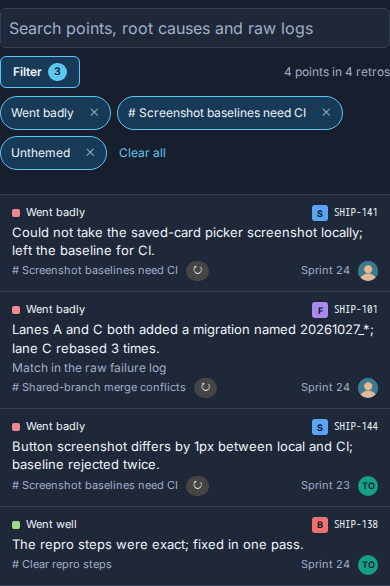 Search points, root causes and raw logs
Filter 3
4 points in 4 retros
Went badly ×
# Screenshot baselines need CI ×
Unthemed ×
Clear all
Went badly
S SHIP-141
Could not take the saved-card picker screenshot locally;
left the baseline for CI.
# Screenshot baselines need CI
Sprint 24
Went badly
F SHIP-101
Lanes A and C both added a migration named 20261027_*;
lane C rebased 3 times.
Match in the raw failure log
# Shared-branch merge conflicts
Sprint 24
Went badly
S SHIP-144
Button screenshot differs by 1px between local and CI;
baseline rejected twice.
# Screenshot baselines need CI
Sprint 23 TO
Went well
B SHIP-138
The repro steps were exact; fixed in one pass.
# Clear repro steps
Sprint 24 TO